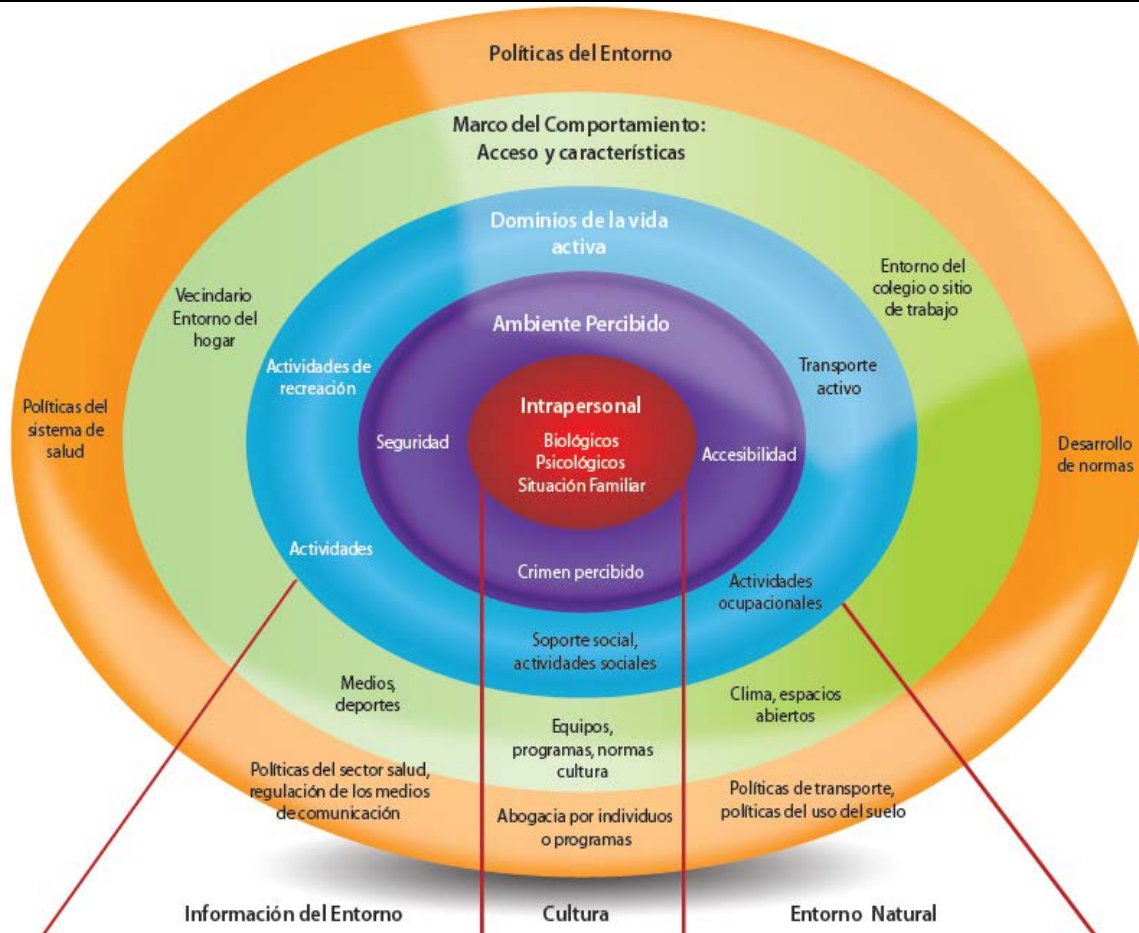 Políticas del Entorno
Marco del Comportamiento:
Acceso y características
Dominios de la vida
activa
Vecindario
Entorno del
hogar
Entorno del
colegio o sitio
de trabajo
Ambiente Percibido
Actividades de
recreación
Transporte
activo
Políticas del
sistema de
salud
Seguridad
Intrapersonal
Biológicos
Psicológicos
Situación Familiar
Accesibilidad
Desarrollo
de normas
Actividades
Crimen percibido
Actividades
ocupacionales
Soporte social,
actividades sociales
Medios,
deportes
Clima, espacios
abiertos
Equipos,
programas, normas
cultura
Políticas del sector salud,
regulación de los medios
de comunicación
Abogacia por individuos
o programas
Políticas de transporte,
políticas del uso del suelo
Información del Entorno
Cultura
Entorno Natural